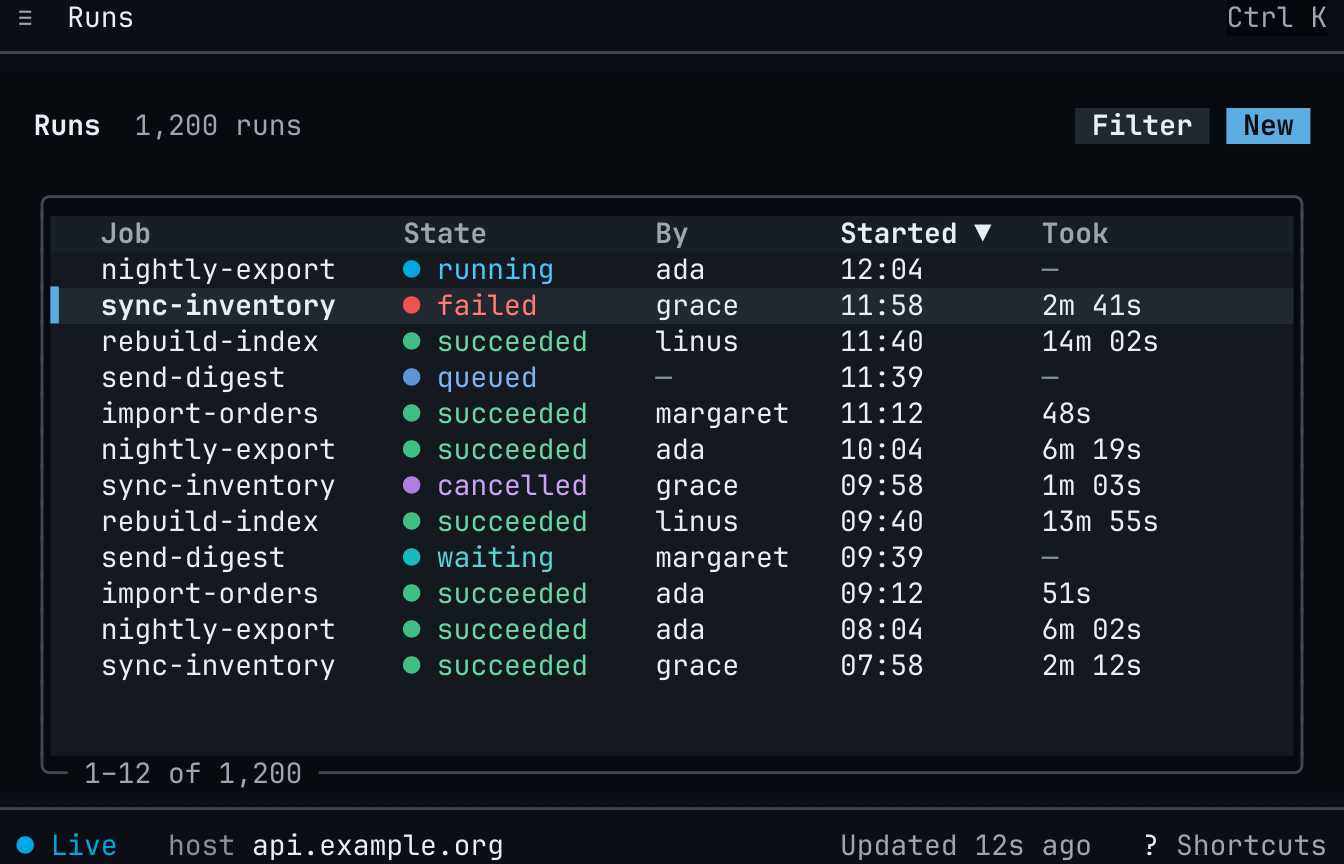 ☰ Runs Ctrl K
Runs 1,200 runs Filter New
Job State By Started ▼ Took
nightly-export ● running ada 12:04 —
sync-inventory ● failed grace 11:58 2m 41s
rebuild-index ● succeeded linus 11:40 14m 02s
send-digest ● queued — 11:39 —
import-orders ● succeeded margaret 11:12 48s
nightly-export ● succeeded ada 10:04 6m 19s
sync-inventory ● cancelled grace 09:58 1m 03s
rebuild-index ● succeeded linus 09:40 13m 55s
send-digest ● waiting margaret 09:39 —
import-orders ● succeeded ada 09:12 51s
nightly-export ● succeeded ada 08:04 6m 02s
sync-inventory ● succeeded grace 07:58 2m 12s
1–12 of 1,200
● Live host api.example.org Updated 12s ago ? Shortcuts